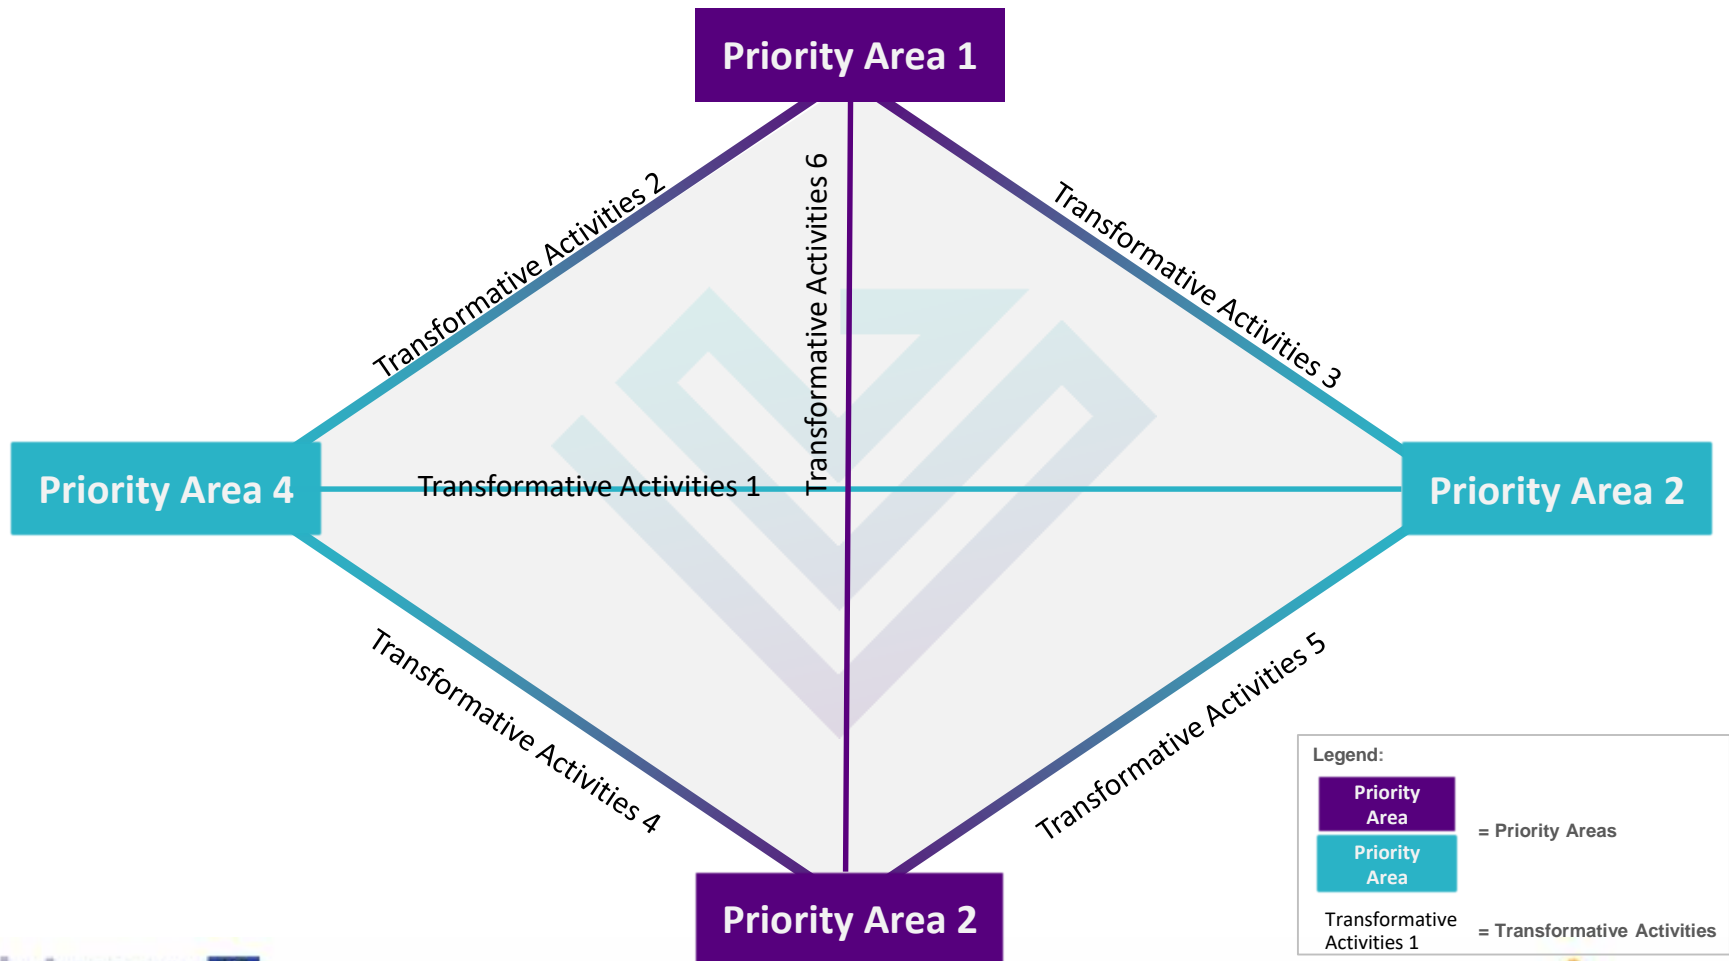 Priority Area 1
Transformative Activities 2
Transformative Activities 6
Transformative Activities 3
Priority Area 4
Transformative Activities 1
Priority Area 2
Transformative Activities 4
Transformative Activities 5
Priority Area 2
Legend:
Priority
Area
= Priority Areas
Priority
Area
Transformative
Activities 1
= Transformative Activities